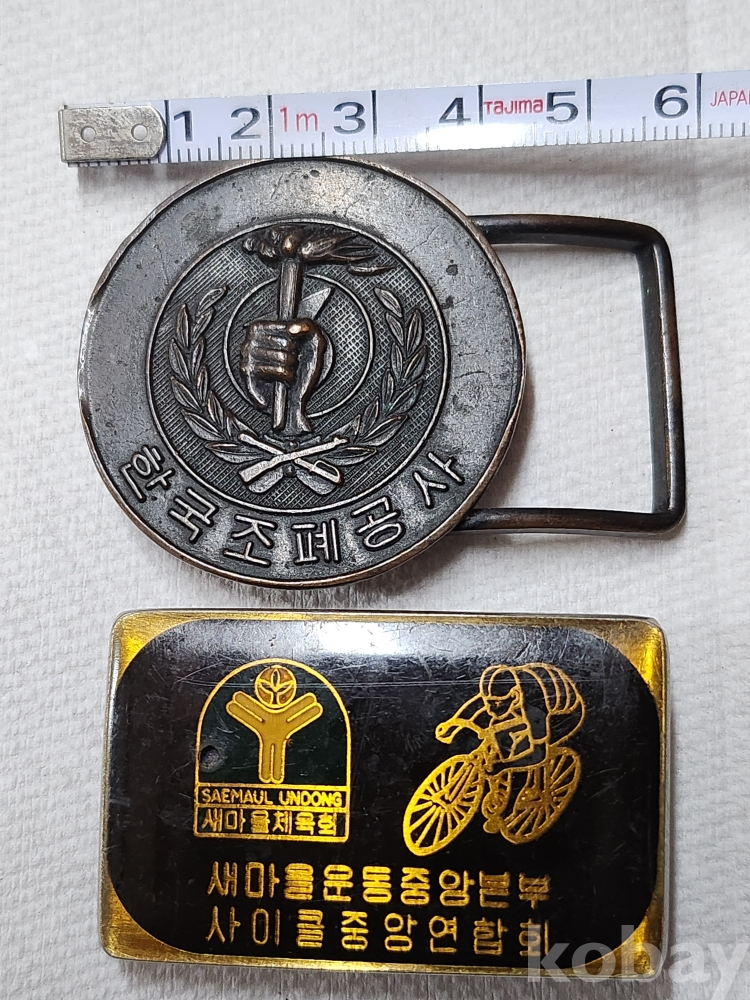 1 2 1m 3 4 Tajima 5 6 JAPAN
한국조폐공사
SAEMAUL UNDONG
새마을체육회
새마을운동중앙본부
사이클중앙연합회
kobay